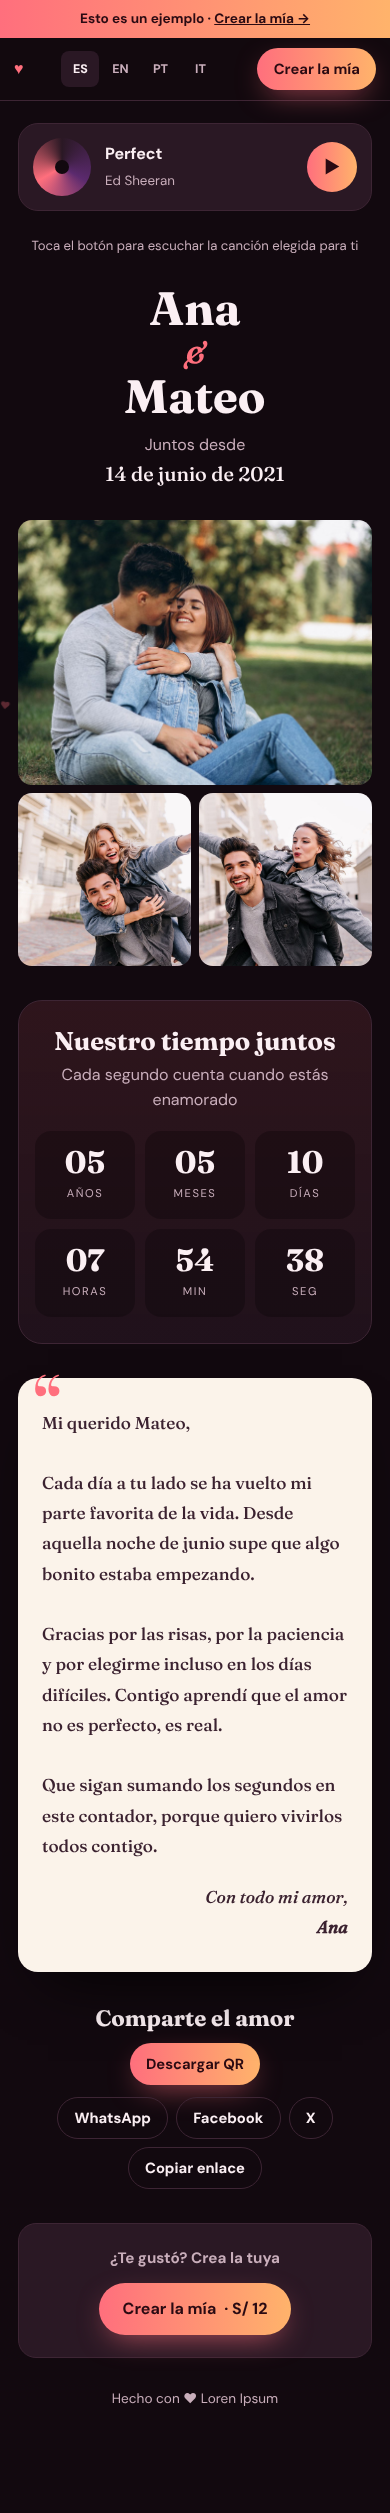 Esto es un ejemplo · Crear la mía →
♥ ES EN PT IT Crear la mía
Perfect
Ed Sheeran
Toca el botón para escuchar la canción elegida para ti
Ana
&
Mateo
Juntos desde
14 de junio de 2021
Nuestro tiempo juntos
Cada segundo cuenta cuando estás
enamorado
05 05 10
AÑOS MESES DÍAS
07 54 38
HORAS MIN SEG
“
Mi querido Mateo,
Cada día a tu lado se ha vuelto mi
parte favorita de la vida. Desde
aquella noche de junio supe que algo
bonito estaba empezando.
Gracias por las risas, por la paciencia
y por elegirme incluso en los días
difíciles. Contigo aprendí que el amor
no es perfecto, es real.
Que sigan sumando los segundos en
este contador, porque quiero vivirlos
todos contigo.
Con todo mi amor,
Ana
Comparte el amor
Descargar QR
WhatsApp Facebook X
Copiar enlace
¿Te gustó? Crea la tuya
Crear la mía · S/ 12
Hecho con ♥ Loren Ipsum